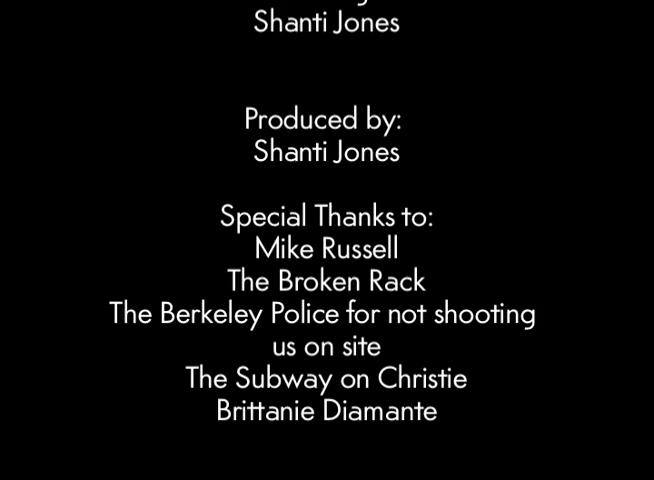 Shanti Jones
Produced by:
Shanti Jones
Special Thanks to:
Mike Russell
The Broken Rack
The Berkeley Police for not shooting
us on site
The Subway on Christie
Brittanie Diamante